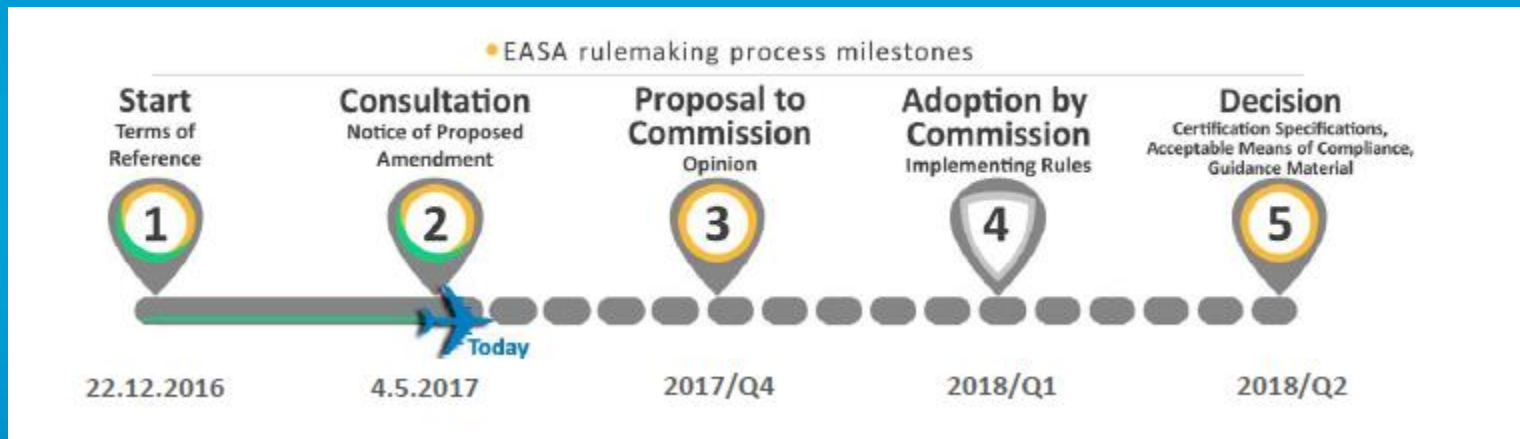 EASA rulemaking process milestones
Start
Terms of
Reference
Consultation
Notice of Proposed
Amendment
Proposal to
Commission
Opinion
Adoption by
Commission
Implementing Rules
Decision
Certification Specifications,
Acceptable Means of Compliance,
Guidance Material
1
2
3
4
5
Today
22.12.2016
4.5.2017
2017/Q4
2018/Q1
2018/Q2